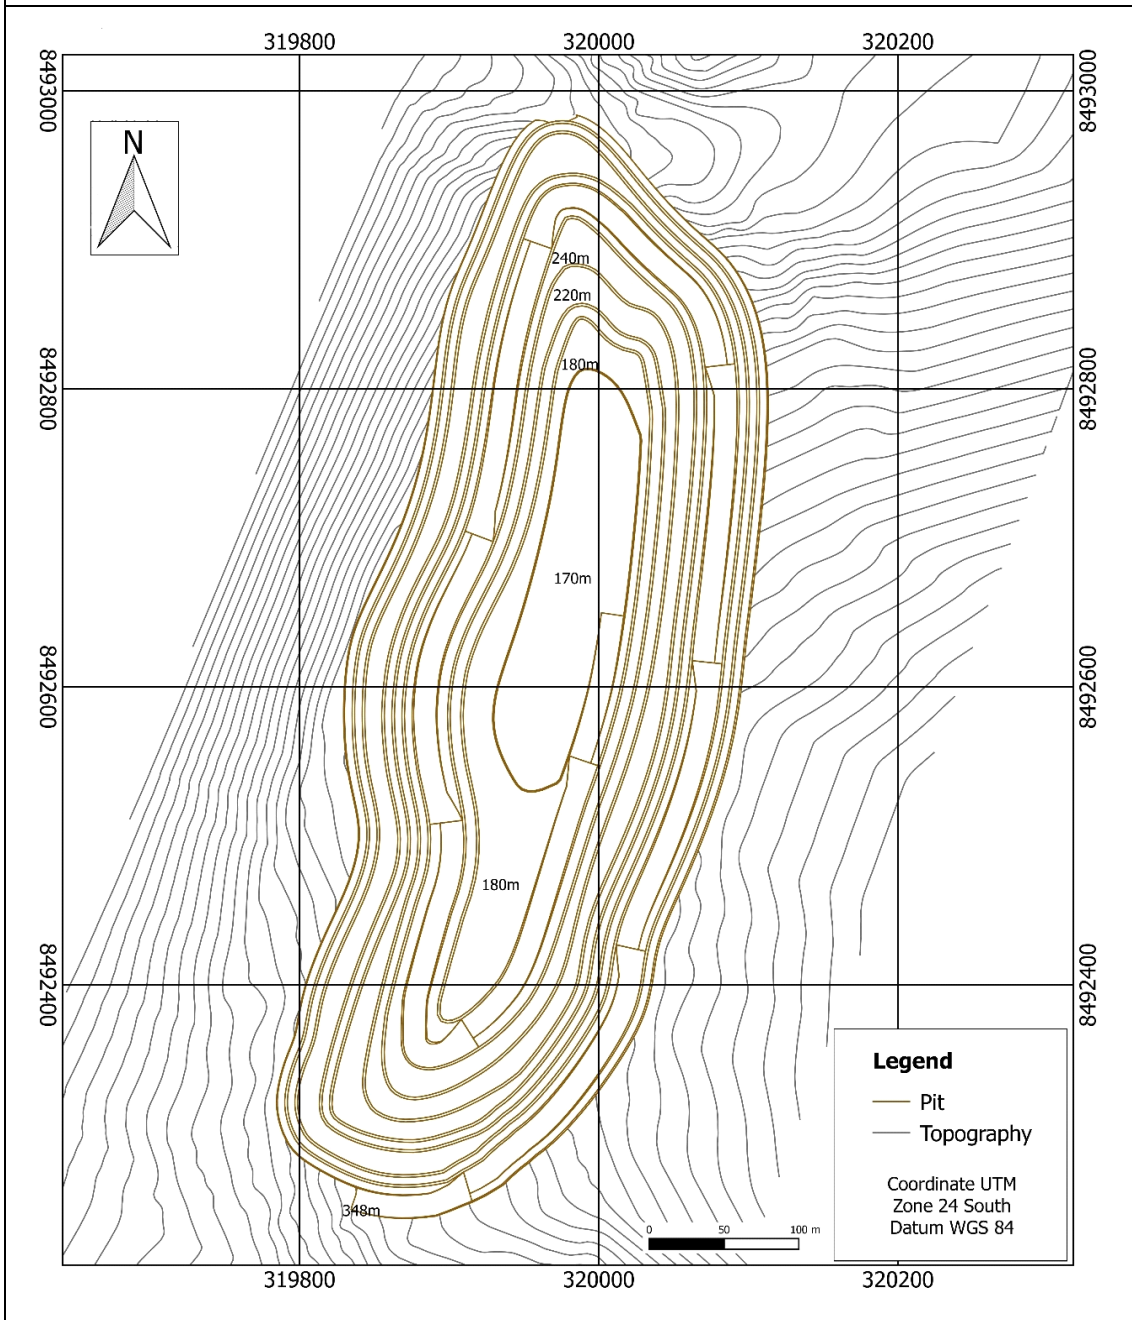 319800 320000 320200
8493000 8493000
N
240m
220m
180m
8492800 8492800
170m
8492600 8492600
180m
8492400 8492400
Legend
Pit
Topography
Coordinate UTM
Zone 24 South
Datum WGS 84
348m
0 50 100 m
319800 320000 320200